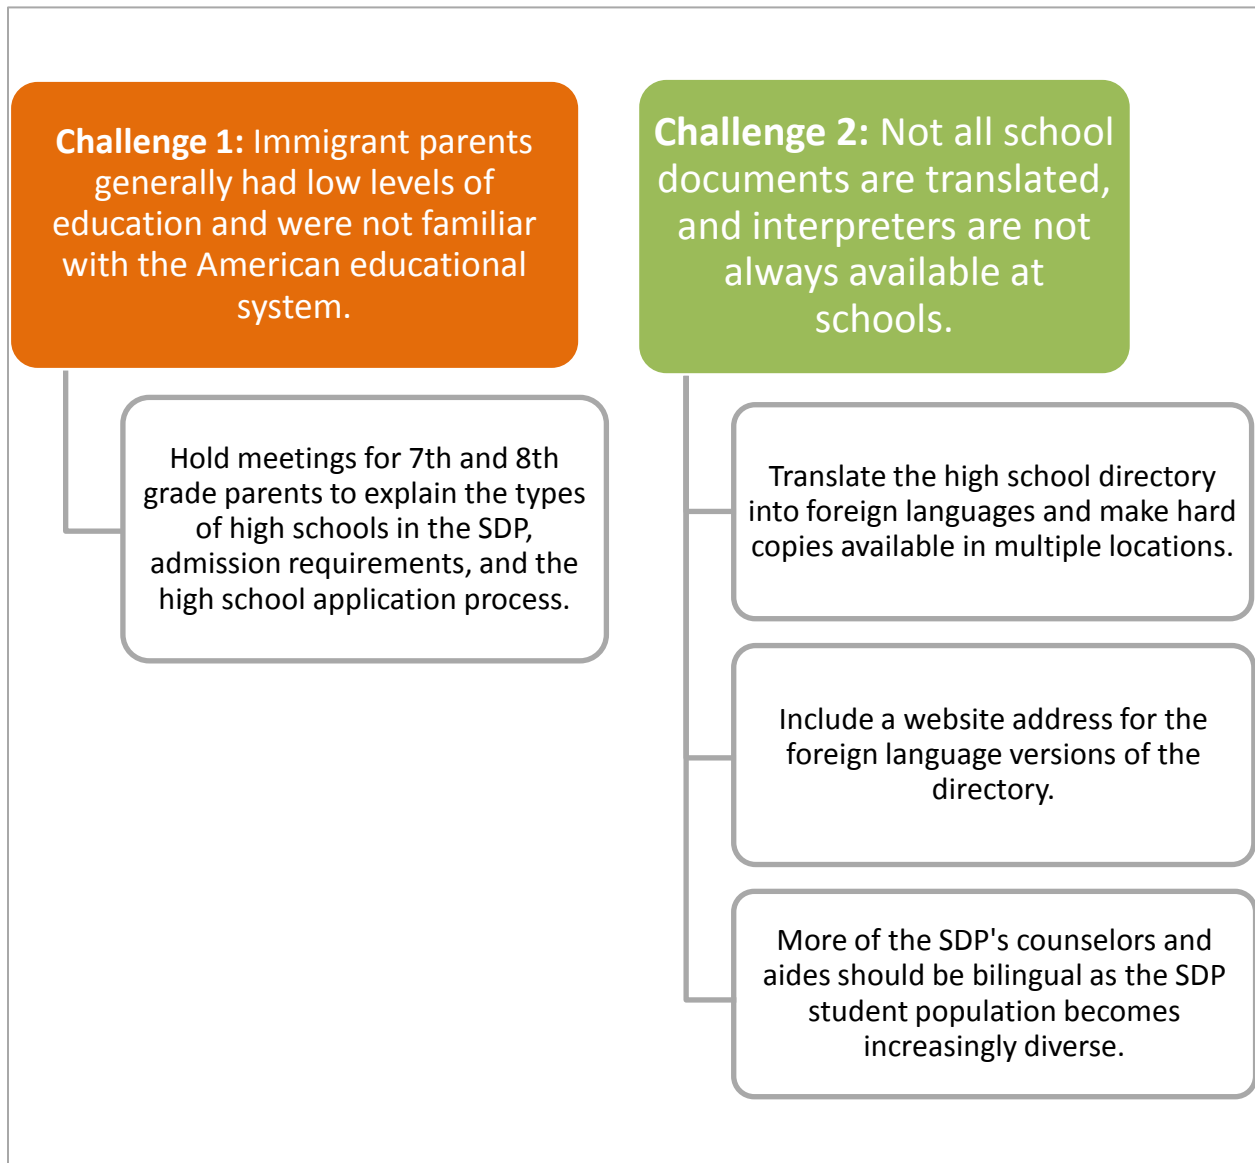 Challenge 1: Immigrant parents
generally had low levels of
education and were not familiar
with the American educational
system.
Hold meetings for 7th and 8th
grade parents to explain the types
of high schools in the SDP,
admission requirements, and the
high school application process.
Challenge 2: Not all school
documents are translated,
and interpreters are not
always available at
schools.
Translate the high school directory
into foreign languages and make hard
copies available in multiple locations.
Include a website address for the
foreign language versions of the
directory.
More of the SDP's counselors and
aides should be bilingual as the SDP
student population becomes
increasingly diverse.